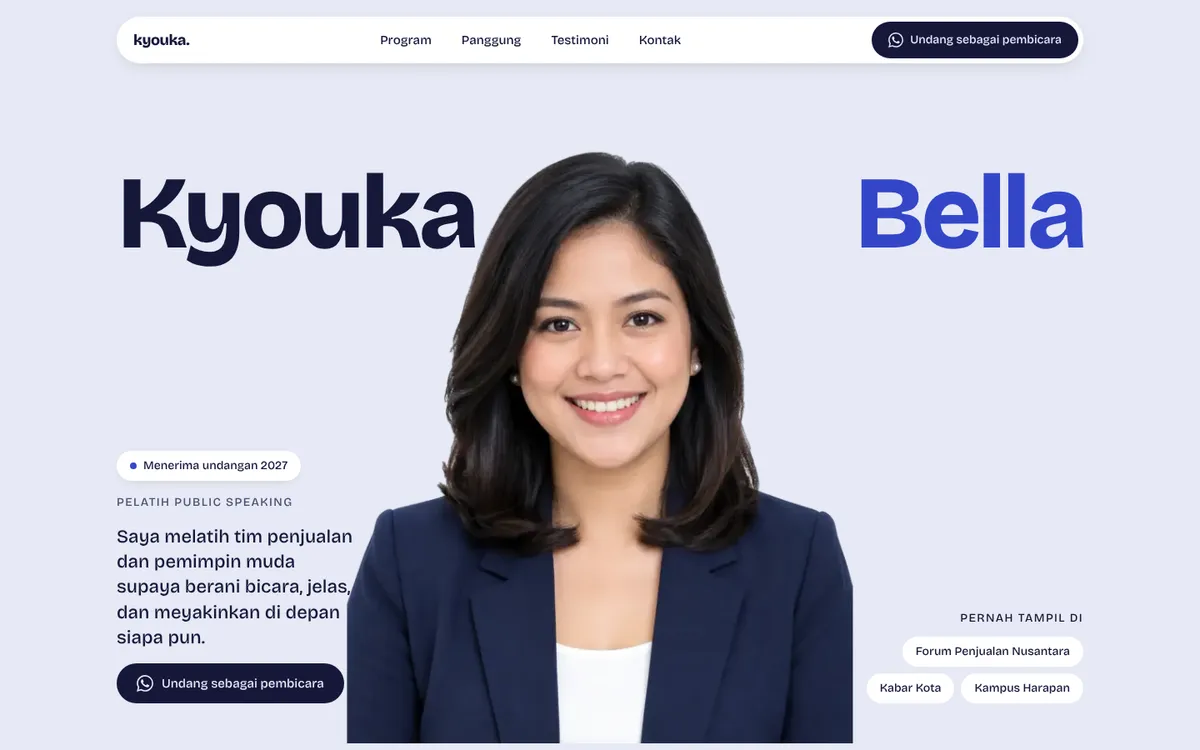 kyouka.
Program
Panggung
Testimoni
Kontak
Undang sebagai pembicara
Kyouka
Bella
Menerima undangan 2027
PELATIH PUBLIC SPEAKING
Saya melatih tim penjualan
dan pemimpin muda
supaya berani bicara, jelas,
dan meyakinkan di depan
siapa pun.
Undang sebagai pembicara
PERNAH TAMPIL DI
Forum Penjualan Nusantara
Kabar Kota
Kampus Harapan